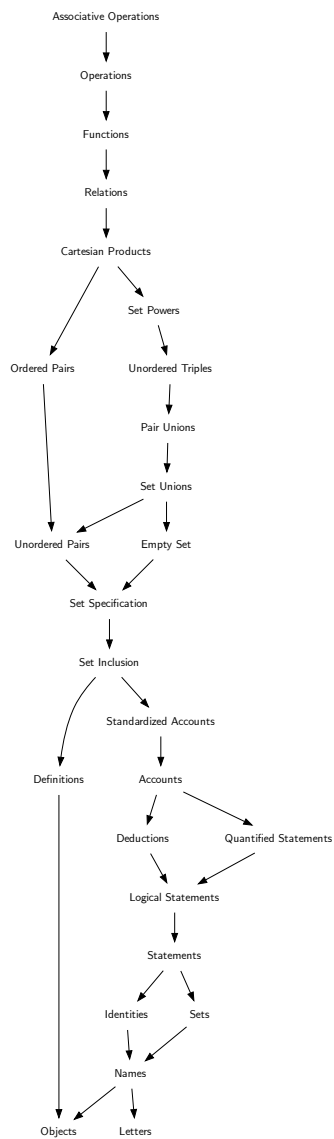 Associative Operations
Operations
Functions
Relations
Cartesian Products
Set Powers
Ordered Pairs
Unordered Triples
Pair Unions
Set Unions
Unordered Pairs
Empty Set
Set Specification
Set Inclusion
Standardized Accounts
Definitions
Accounts
Deductions
Quantified Statements
Logical Statements
Statements
Identities
Sets
Names
Objects
Letters